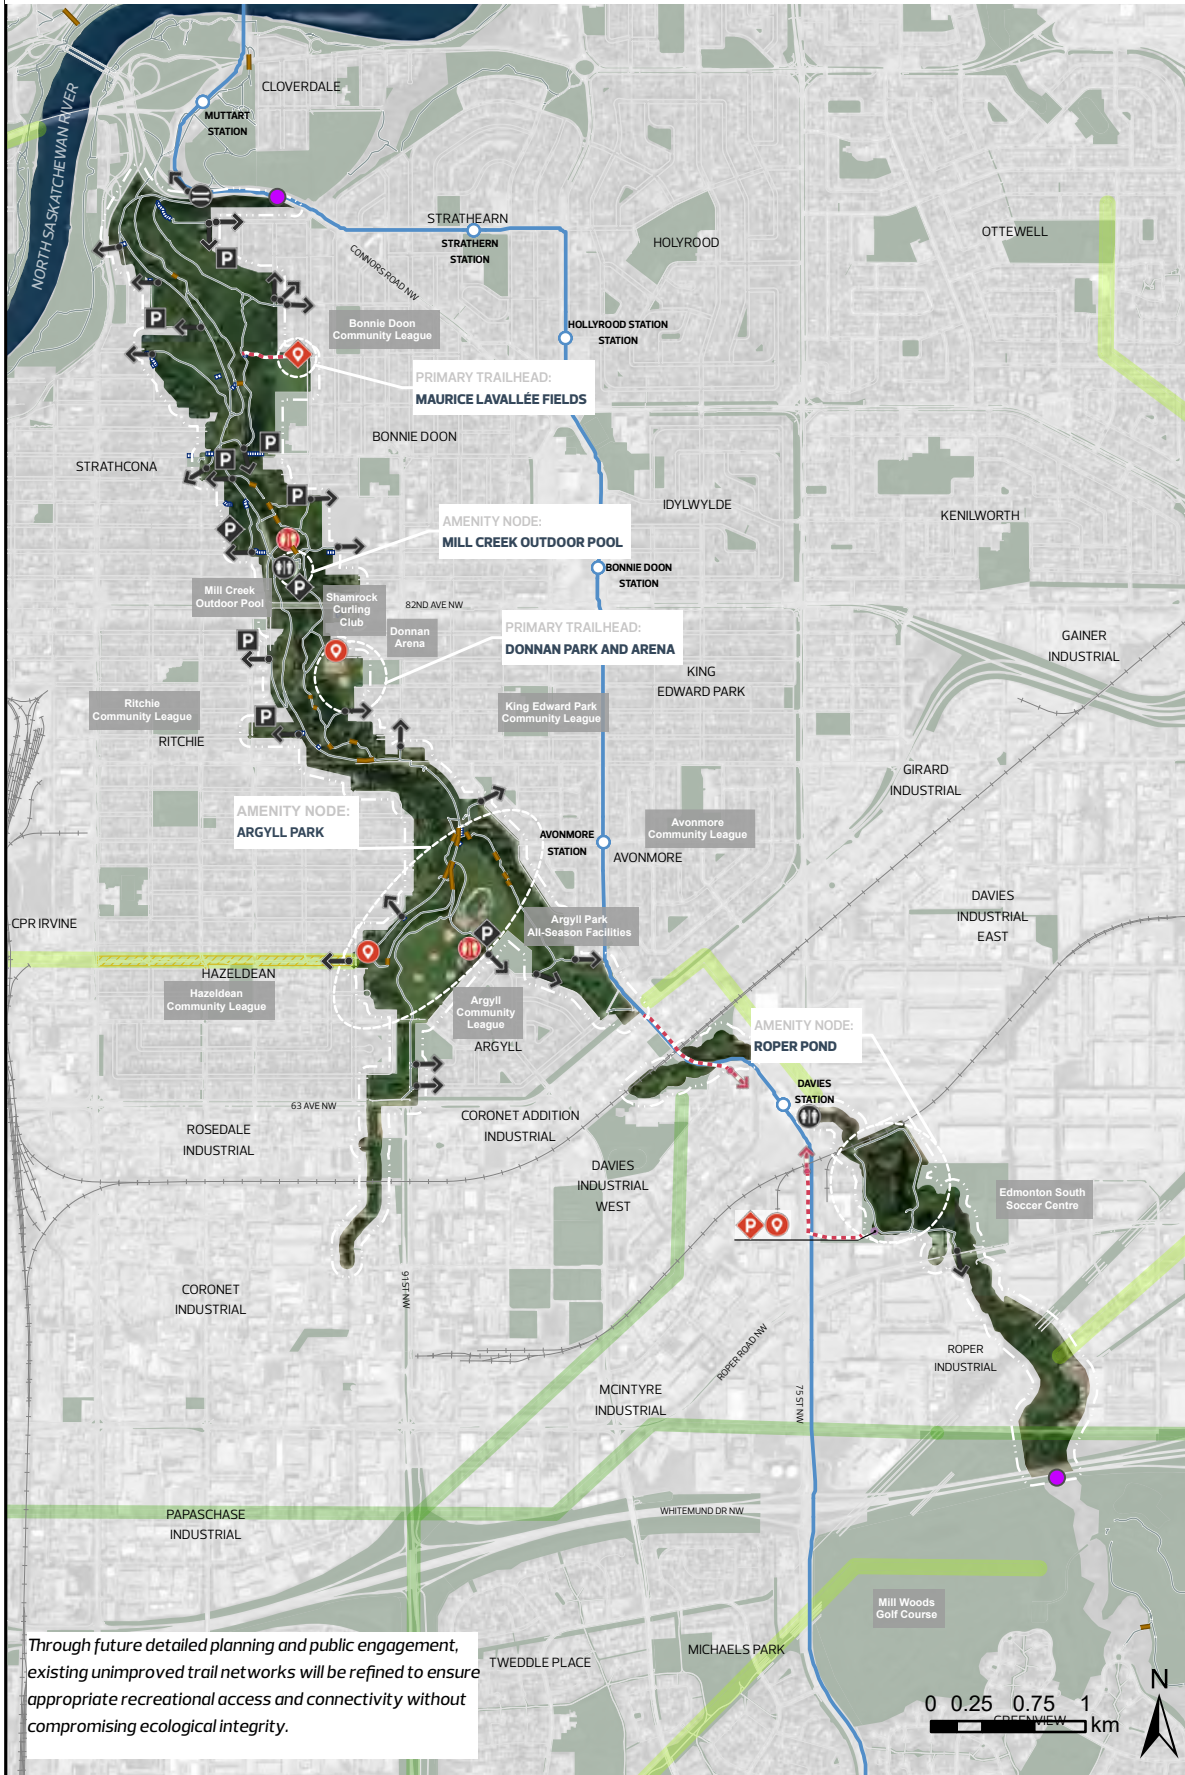 CLOVERDALE
MUTTART
STATION
NORTH SASKATCHEWAN RIVER
STRATHEARN
STRATHERN
STATION
HOLYROOD
OTTEWELL
CONNORS ROAD NW
P
Bonnie Doon
Community League
P
HOLLYROOD STATION
STATION
PRIMARY TRAILHEAD:
MAURICE LAVALLÉE FIELDS
BONNIE DOON
P
P
STRATHCONA
P
IDYLWYLDE
KENILWORTH
AMENITY NODE:
MILL CREEK OUTDOOR POOL
P
BONNIE DOON
STATION
P
Mill Creek
Outdoor Pool
Shamrock
Curling
Club
82ND AVE NW
Donnan
Arena
PRIMARY TRAILHEAD:
DONNAN PARK AND ARENA
P
GAINER
INDUSTRIAL
KING
EDWARD PARK
Ritchie
Community League
King Edward Park
Community League
P
RITCHIE
GIRARD
INDUSTRIAL
AMENITY NODE:
ARGYLL PARK
AVONMORE
STATION
Avonmore
Community League
AVONMORE
DAVIES
INDUSTRIAL
EAST
CPR IRVINE
P
Argyll Park
All-Season Facilities
HAZELDEAN
Hazeldean
Community League
Argyll
Community
League
ARGYLL
AMENITY NODE:
ROPER POND
DAVIES
STATION
63 AVE NW
CORONET ADDITION
INDUSTRIAL
ROSEDALE
INDUSTRIAL
DAVIES
INDUSTRIAL
WEST
Edmonton South
Soccer Centre
P
CORONET
INDUSTRIAL
91 ST NW
ROPER ROAD NW
ROPER
INDUSTRIAL
MCINTYRE
INDUSTRIAL
75 ST NW
PAPASCHASE
INDUSTRIAL
WHITEMUND DR NW
Mill Woods
Golf Course
Through future detailed planning and public engagement,
existing unimproved trail networks will be refined to ensure
appropriate recreational access and connectivity without
compromising ecological integrity.
TWEDDLE PLACE
MICHAELS PARK
N
0 0.25 0.75 1
GREENVIEW
km